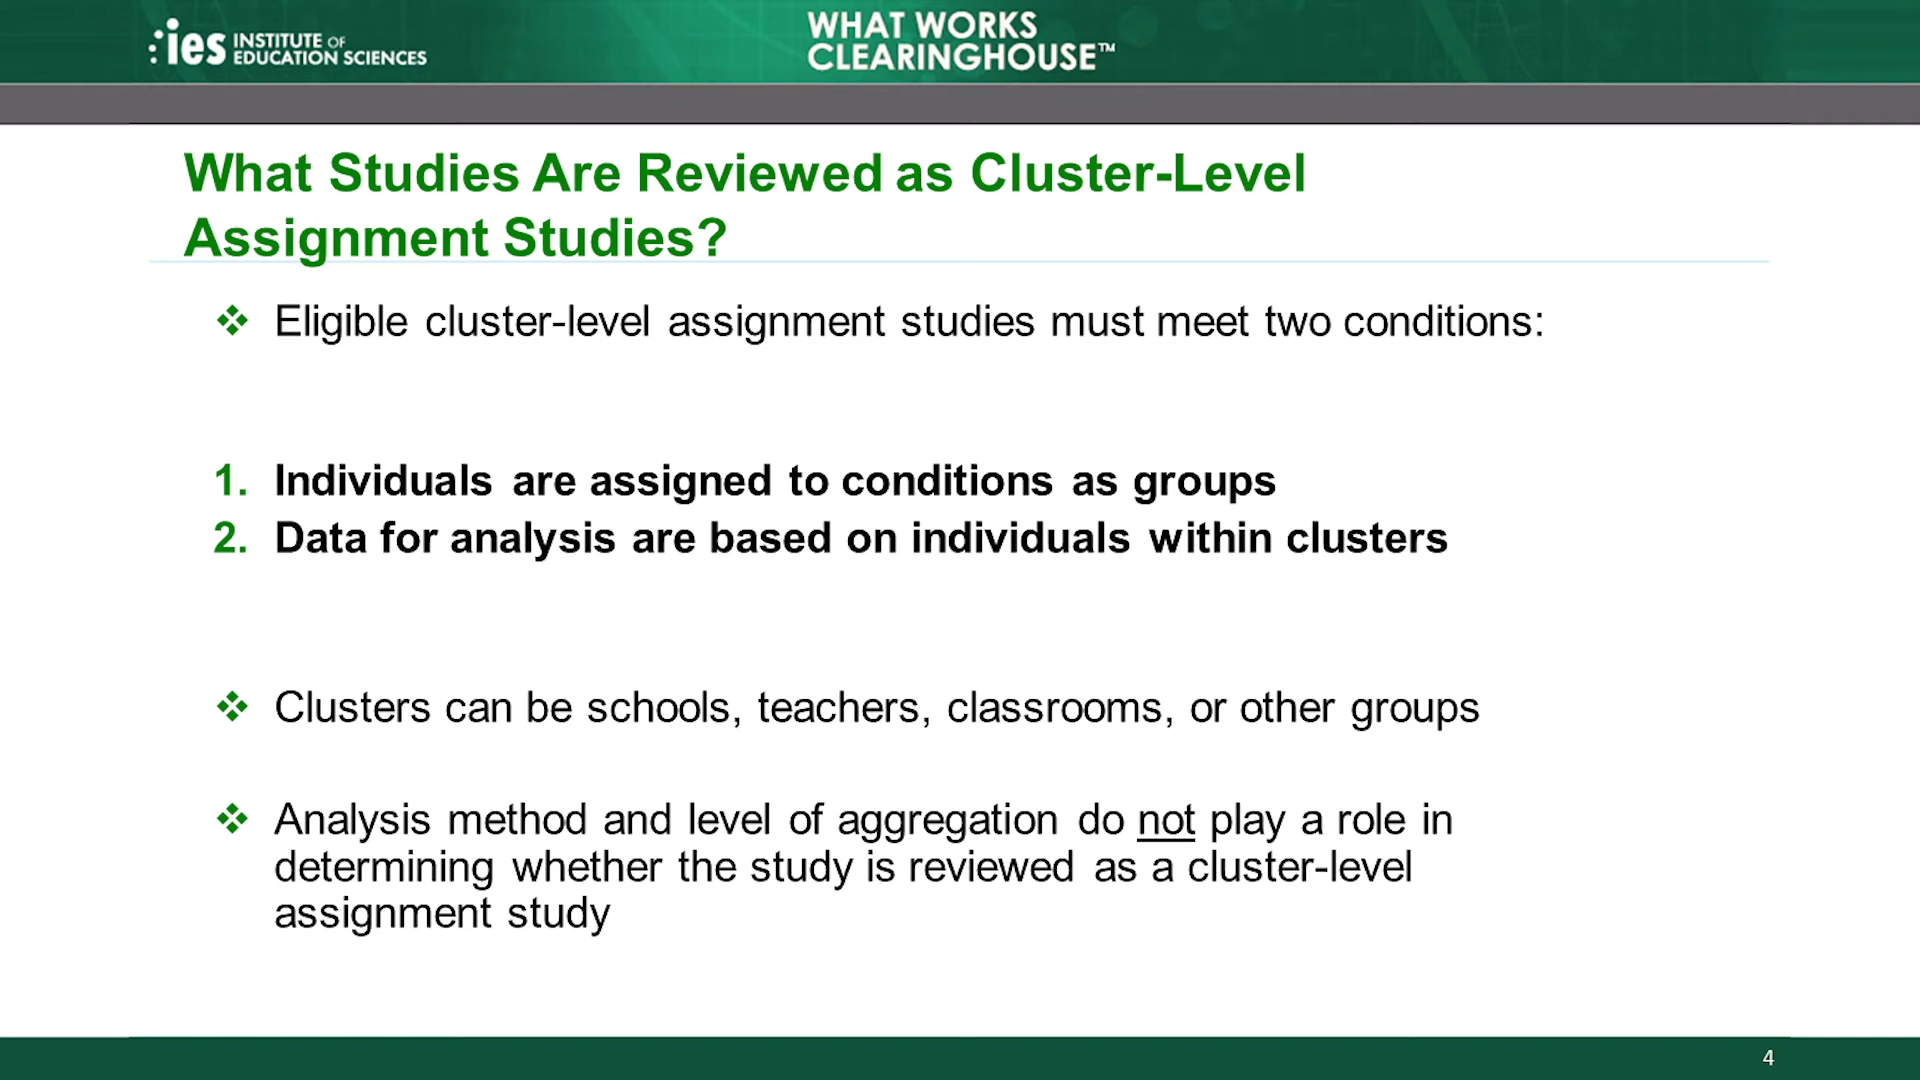 ies INSTITUTE OF
EDUCATION SCIENCES
WHAT WORKS
CLEARINGHOUSE™
What Studies Are Reviewed as Cluster-Level
Assignment Studies?
❖ Eligible cluster-level assignment studies must meet two conditions:
1. Individuals are assigned to conditions as groups
2. Data for analysis are based on individuals within clusters
❖ Clusters can be schools, teachers, classrooms, or other groups
❖ Analysis method and level of aggregation do not play a role in
determining whether the study is reviewed as a cluster-level
assignment study
4